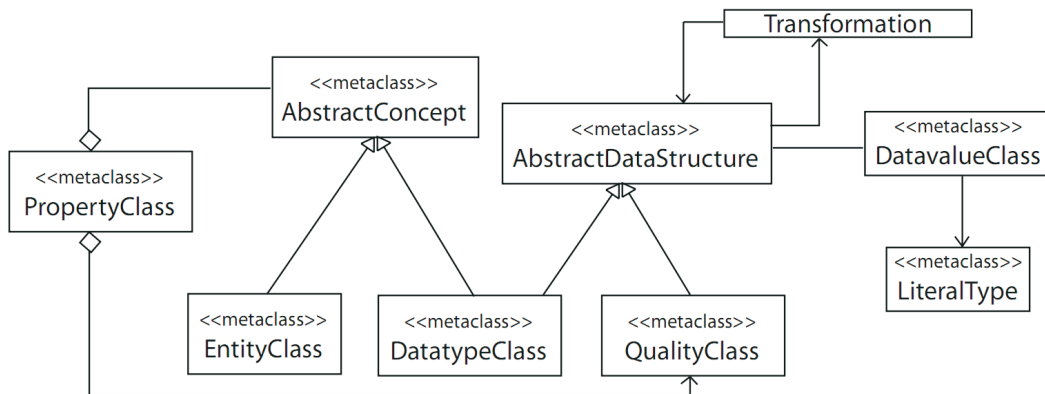 Transformation
<<metaclass>>
AbstractConcept
<<metaclass>>
AbstractDataStructure
<<metaclass>>
DatavalueClass
<<metaclass>>
PropertyClass
<<metaclass>>
LiteralType
<<metaclass>>
EntityClass
<<metaclass>>
DatatypeClass
<<metaclass>>
QualityClass